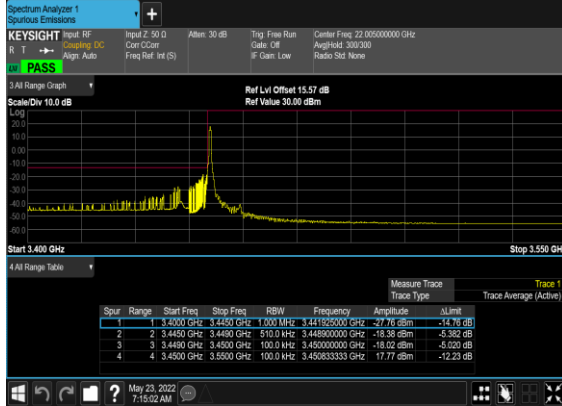 Spectrum Analyzer 1
Spurious Emissions
KEYSIGHT
R T
PASS
Input: RF
Coupling: DC
Align: Auto
Input Z: 50 Ω
Corr CCorr
Freq Ref: Int (S)
Atten: 30 dB
Trig: Free Run
Gate: Off
IF Gain: Low
Center Freq: 22.005000000 GHz
Avg|Hold: 300/300
Radio Std: None
3 All Range Graph
Scale/Div 10.0 dB
Ref Lvl Offset 15.57 dB
Ref Value 30.00 dBm
Log
20.0
10.0
0.00
-10.0
-20.0
-30.0
-40.0
-50.0
-60.0
Start 3.400 GHz
Stop 3.550 GH
4 All Range Table
Measure Trace Trace 1
Trace Type Trace Average (Active)
Spur Range Start Freq Stop Freq RBW Frequency Amplitude ΔLimit
1 1 3.4000 GHz 3.4450 GHz 1.000 MHz 3.441925000 GHz -27.76 dBm -14.76 dB
2 2 3.4450 GHz 3.4490 GHz 510.0 kHz 3.448900000 GHz -18.38 dBm -5.382 dB
3 3 3.4490 GHz 3.4500 GHz 100.0 kHz 3.450000000 GHz -18.02 dBm -5.020 dB
4 4 3.4500 GHz 3.5500 GHz 100.0 kHz 3.450833333 GHz 17.77 dBm -12.23 dB
May 23, 2022
7:15:02 AM